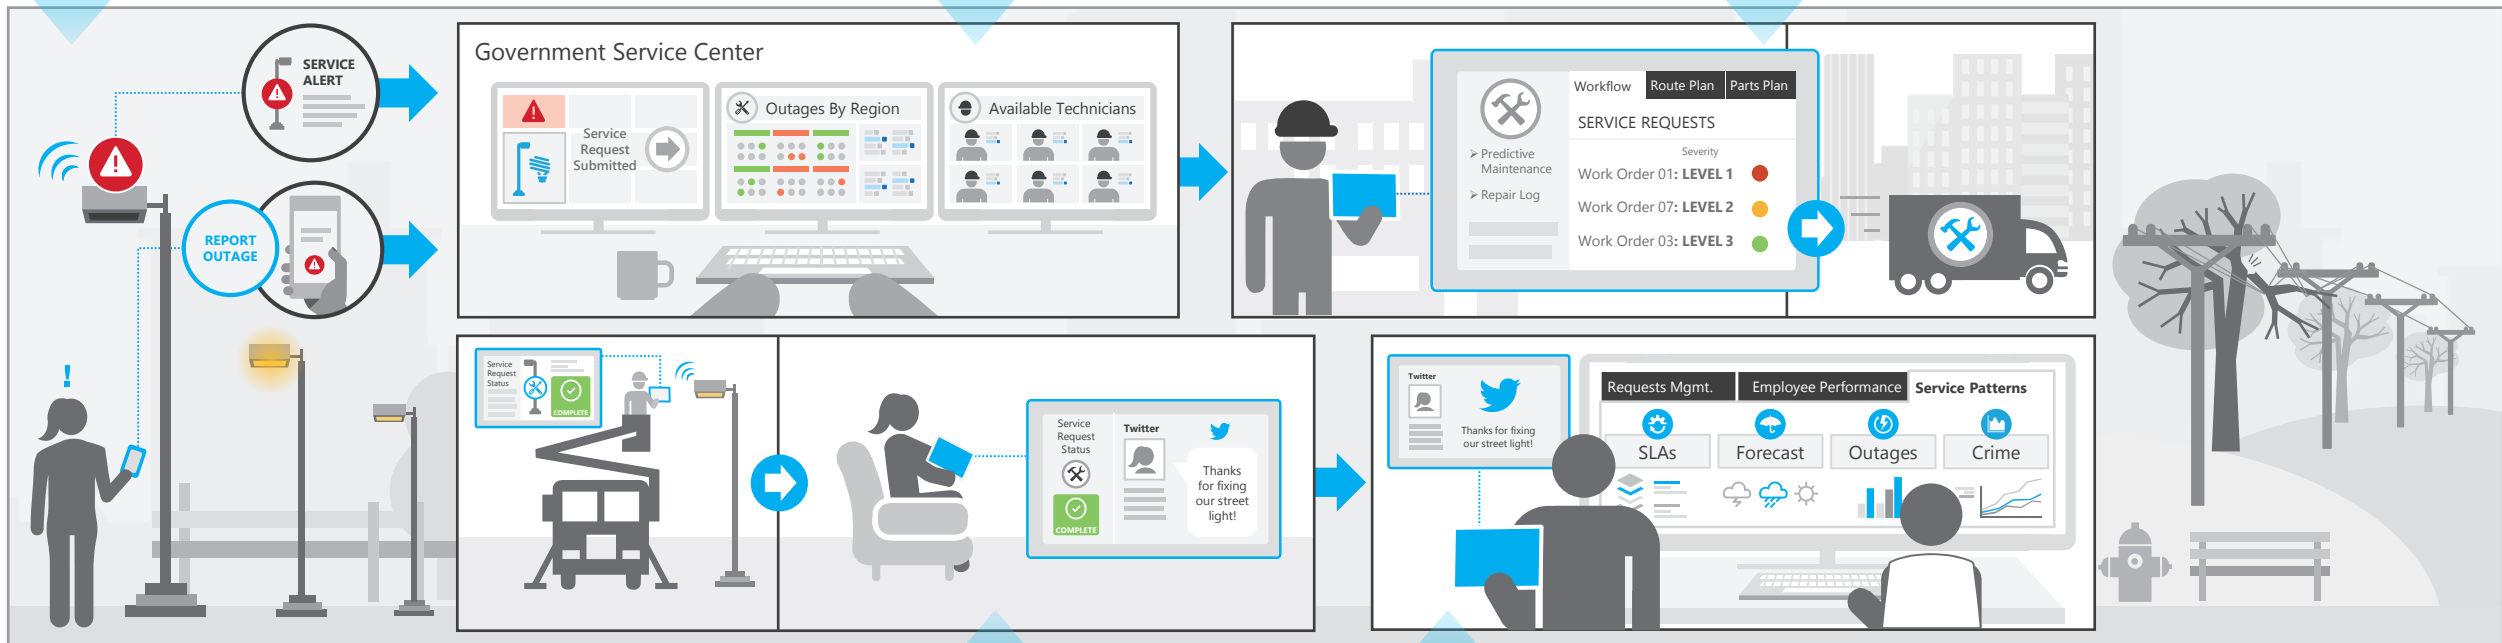 SERVICE
ALERT
REPORT
OUTAGE
!
Government Service Center
Service
Request
Submitted
Outages By Region
Available Technicians
Predictive
Maintenance
Repair Log
Workflow
Route Plan
Parts Plan
SERVICE REQUESTS
Severity
Work Order 01: LEVEL 1
Work Order 07: LEVEL 2
Work Order 03: LEVEL 3
Service
Request
Status
COMPLETE
Service
Request
Status
COMPLETE
Twitter
Thanks
for fixing
our street
light!
Twitter
Thanks for fixing
our street light!
Requests Mgmt.
Employee Performance
Service Patterns
SLAs
Forecast
Outages
Crime